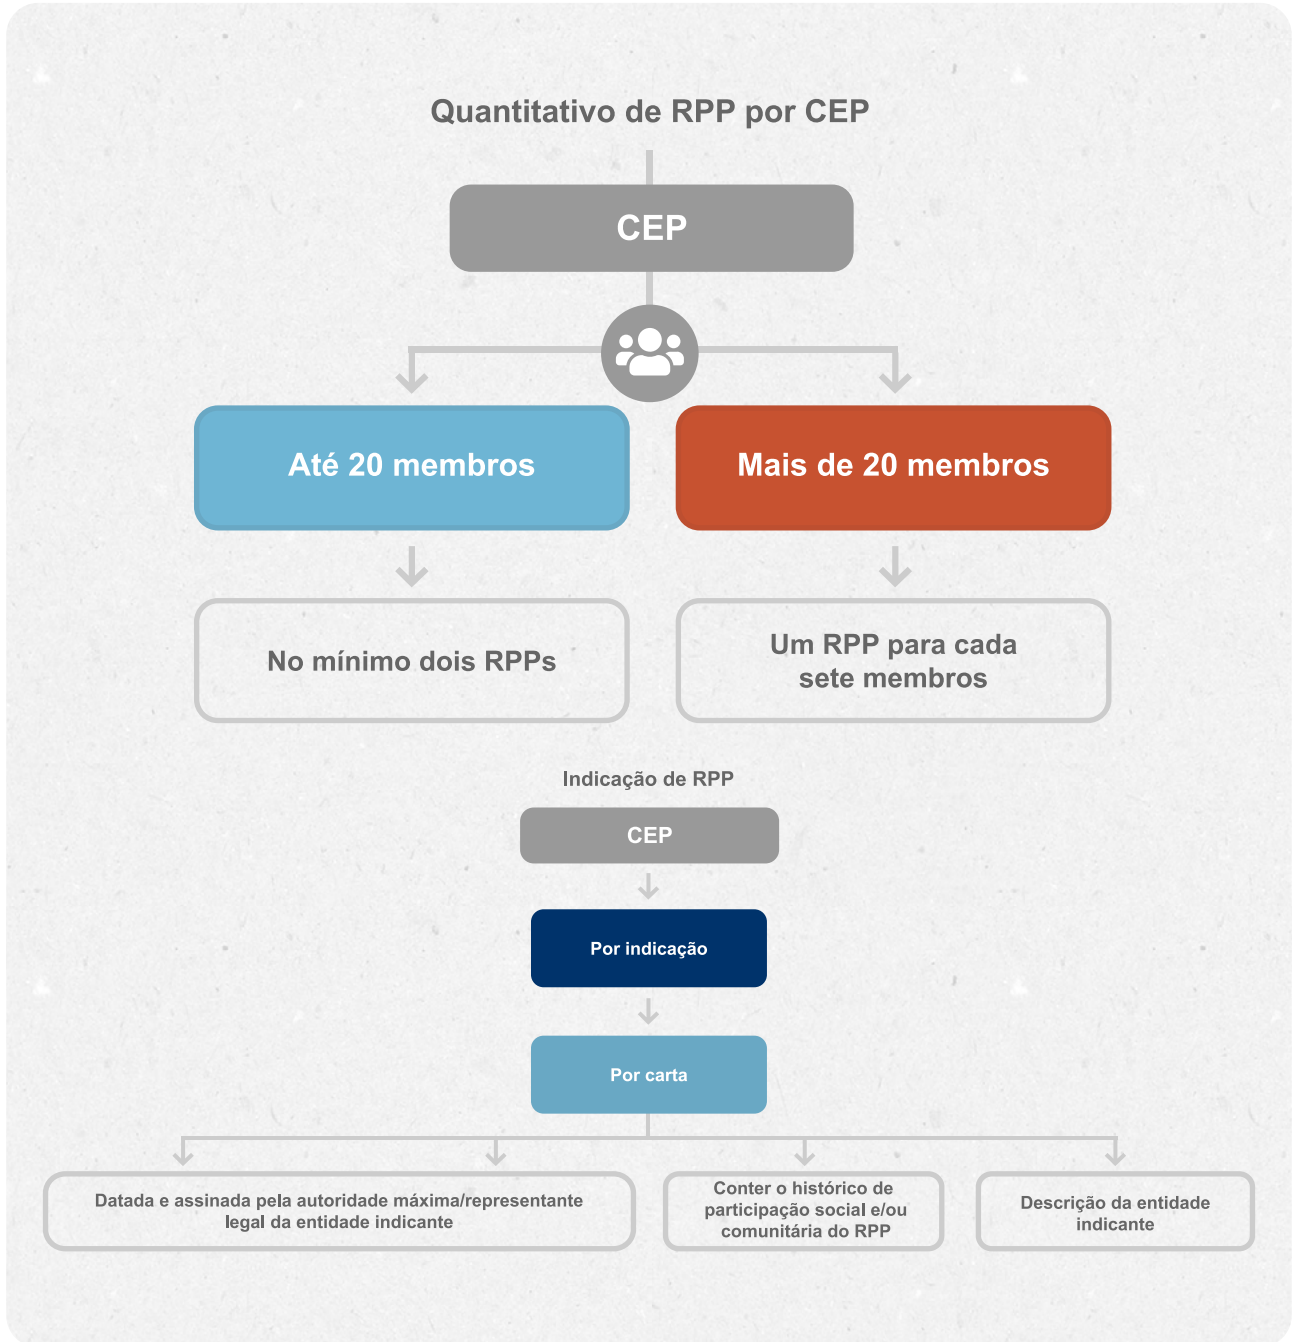 Quantitativo de RPP por CEP
CEP
Até 20 membros
Mais de 20 membros
No mínimo dois RPPs
Um RPP para cada
sete membros
Indicação de RPP
CEP
Por indicação
Por carta
Datada e assinada pela autoridade máxima/representante
legal da entidade indicante
Conter o histórico de
participação social e/ou
comunitária do RPP
Descrição da entidade
indicante